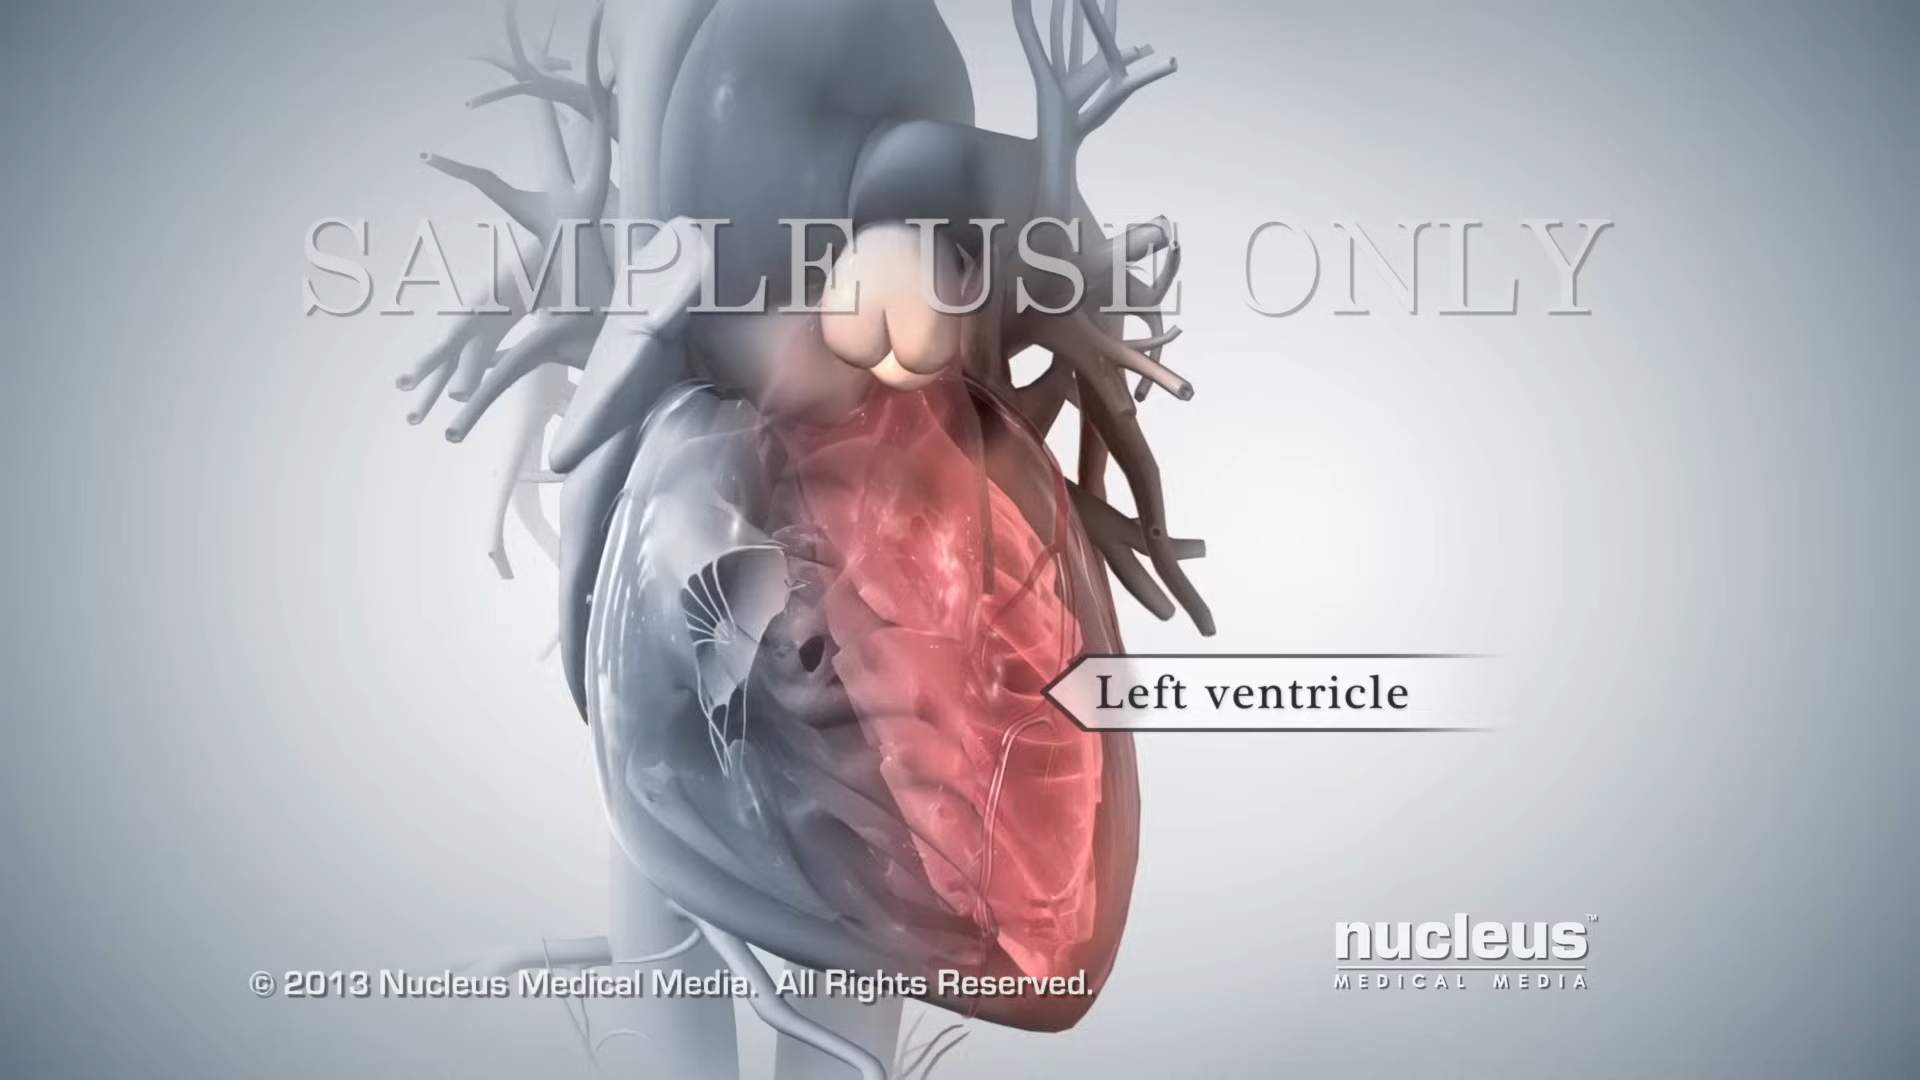 SAMPLE USE ONLY
Left ventricle
nucleus™
MEDICAL MEDIA
© 2013 Nucleus Medical Media. All Rights Reserved.